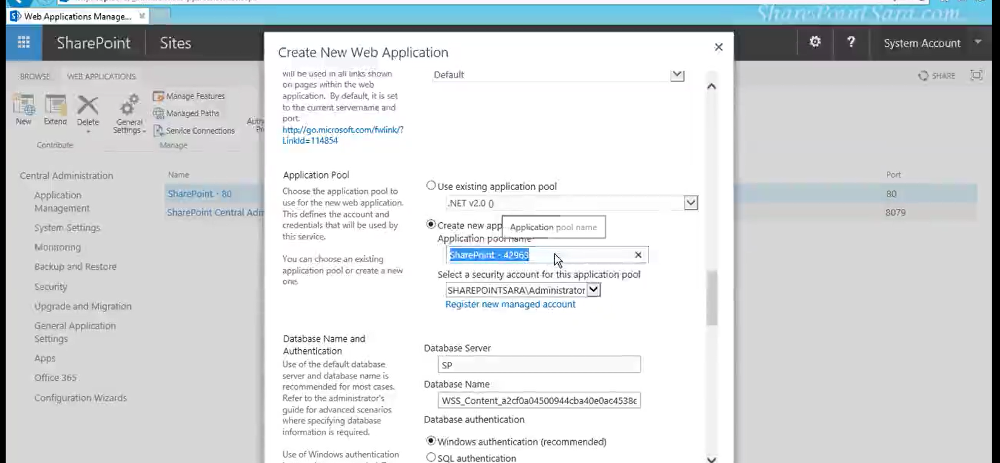 SharePointSara.com
Web Applications Manage...
SharePoint
Sites
System Account
BROWSE
WEB APPLICATIONS
SHARE
New
Extend
Delete
General
Settings
Manage Features
Managed Paths
Service Connections
Contribute
Manage
Central Administration
Application
Management
System Settings
Monitoring
Backup and Restore
Security
Upgrade and Migration
General Application
Settings
Apps
Office 365
Configuration Wizards
Name
SharePoint - 80
SharePoint Central Adm
Port
80
8079
Create New Web Application
will be used in all links shown
on pages within the web
application. By default, it is set
to the current servername and
port.
http://go.microsoft.com/fwlink/?
LinkId=114854
Default
Application Pool
Choose the application pool to
use for the new web application.
This defines the account and
credentials that will be used by
this service.
You can choose an existing
application pool or create a new
one.
Use existing application pool
.NET v2.0 ()
Create new app
Application pool name
Application pool name
SharePoint - 42969
Select a security account for this application pool
SHAREPOINTSARA\Administrator
Register new managed account
Database Name and
Authentication
Use of the default database
server and database name is
recommended for most cases.
Refer to the administrator's
guide for advanced scenarios
where specifying database
information is required.
Use of Windows authentication
Database Server
SP
Database Name
WSS_Content_a2cf0a04500944cba40e0ac4538c
Database authentication
Windows authentication (recommended)
SQL authentication